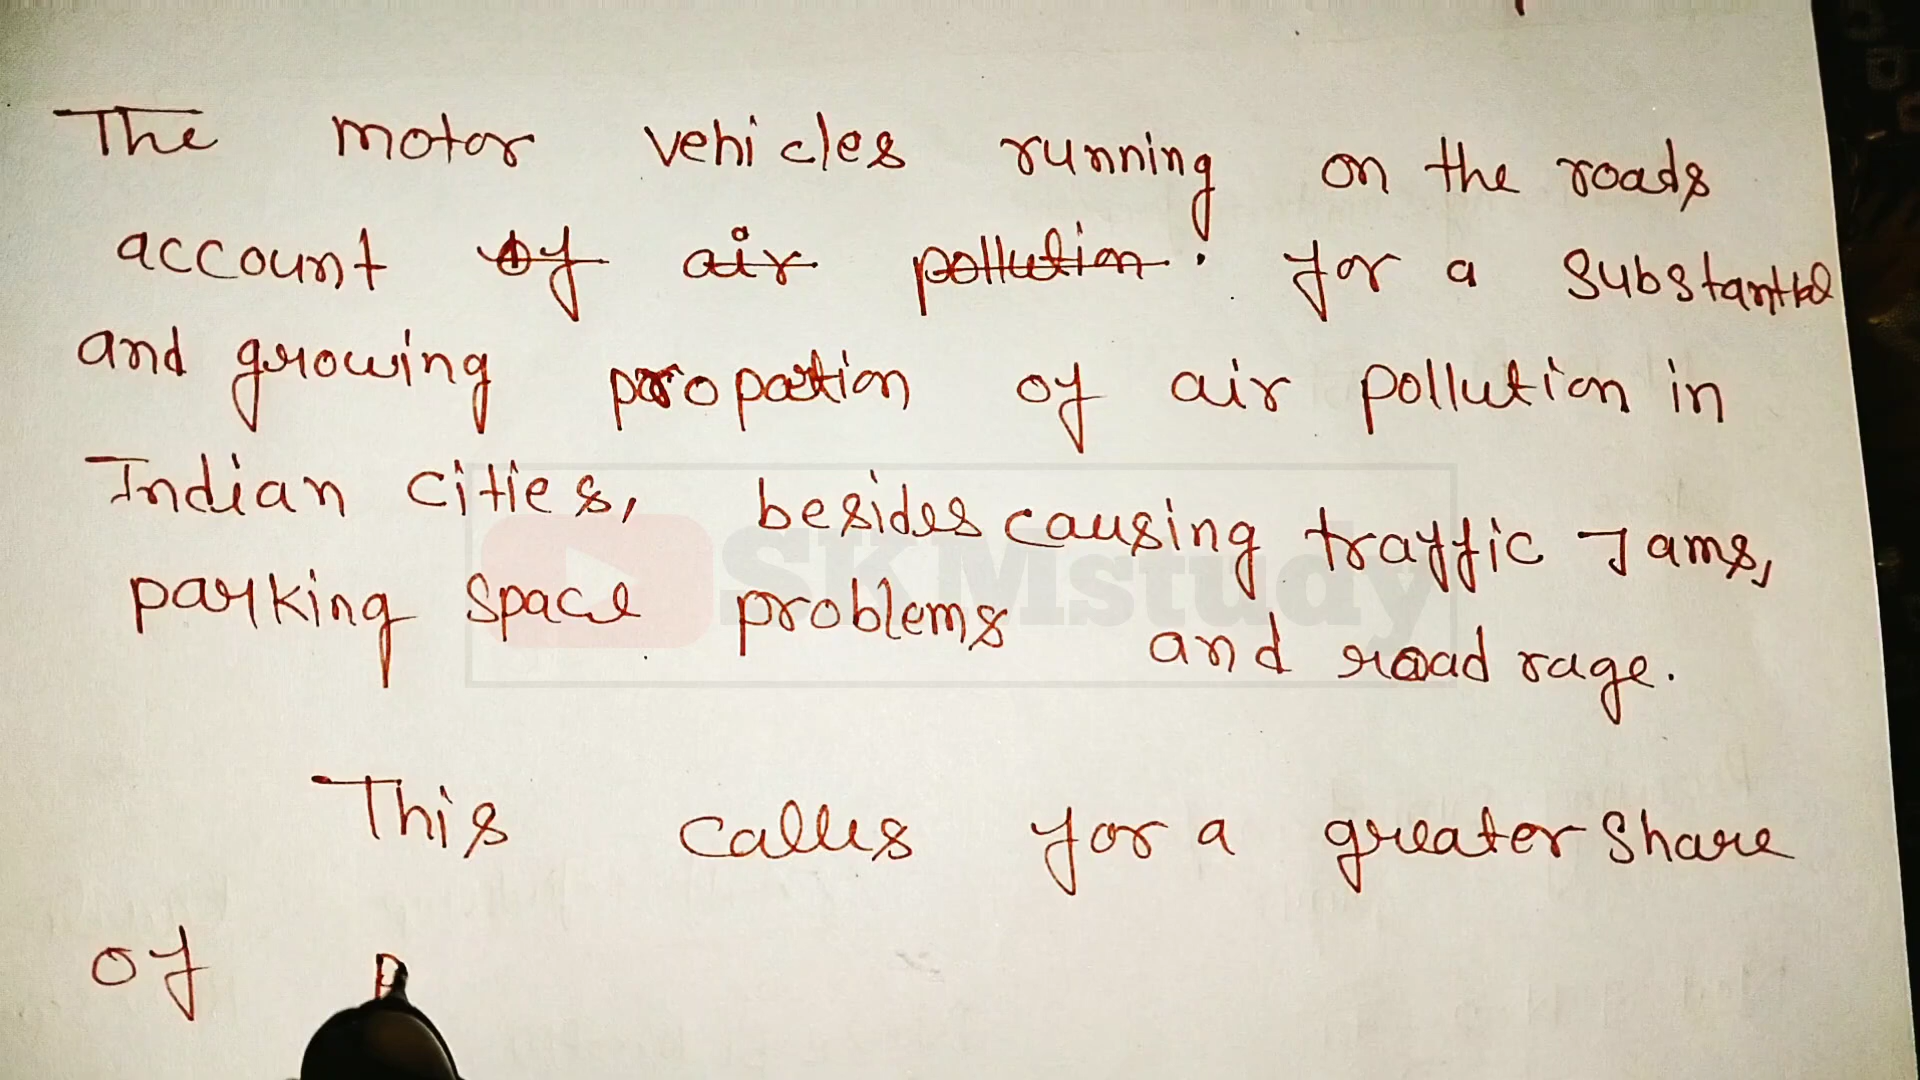 The motor vehicles running on the roads
account of air pollution. for a substantial
and growing proportion of air pollution in
Indian cities, besides causing traffic Jams,
SKMstudy
parking space problems and road rage.
This calls for a greater share
of P